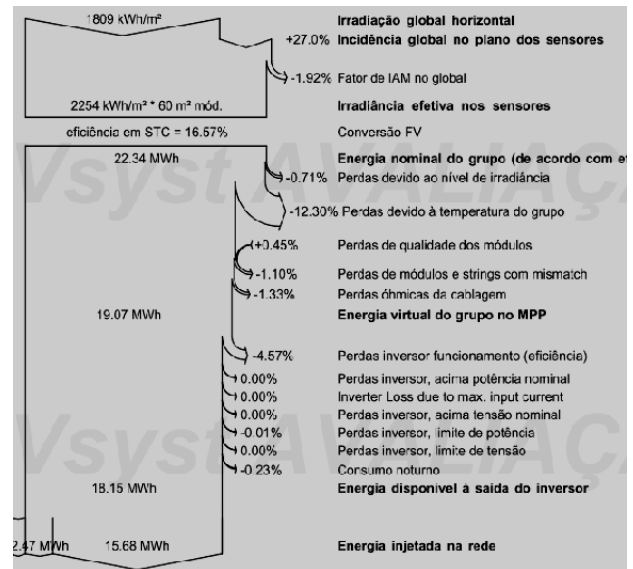 1809 kWh/m² Irradiação global horizontal
+27.0% Incidência global no plano dos sensores
-1.92% Fator de IAM no global
2254 kWh/m² * 60 m² mód. Irradiância efetiva nos sensores
eficiência em STC = 16.57% Conversão FV
22.34 MWh Energia nominal do grupo (de acordo com ef
-0.71% Perdas devido ao nível de irradiância
Vsyst AVALIAÇÃ
-12.30% Perdas devido à temperatura do grupo
(+0.45% Perdas de qualidade dos módulos
-1.10% Perdas de módulos e strings com mismatch
-1.33% Perdas óhmicas da cablagem
19.07 MWh Energia virtual do grupo no MPP
-4.57% Perdas inversor funcionamento (eficiência)
0.00% Perdas inversor, acima potência nominal
0.00% Inverter Loss due to max. input current
0.00% Perdas inversor, acima tensão nominal
-0.01% Perdas inversor, limite de potência
Vsyst AVALIAÇÃ
0.00% Perdas inversor, limite de tensão
-0.23% Consumo noturno
18.15 MWh Energia disponível à saída do inversor
2.47 MWh 15.68 MWh Energia injetada na rede